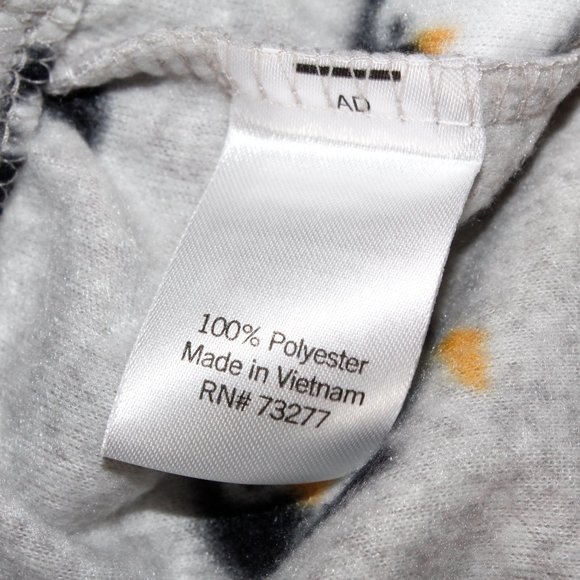 AD
100% Polyester
Made in Vietnam
RN# 73277